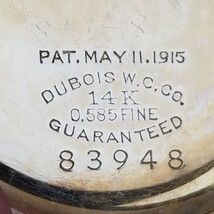 PAT. MAY 11. 1915
DUBOIS W. C. CO.
14K
0.585 FINE
GUARANTEED
83948